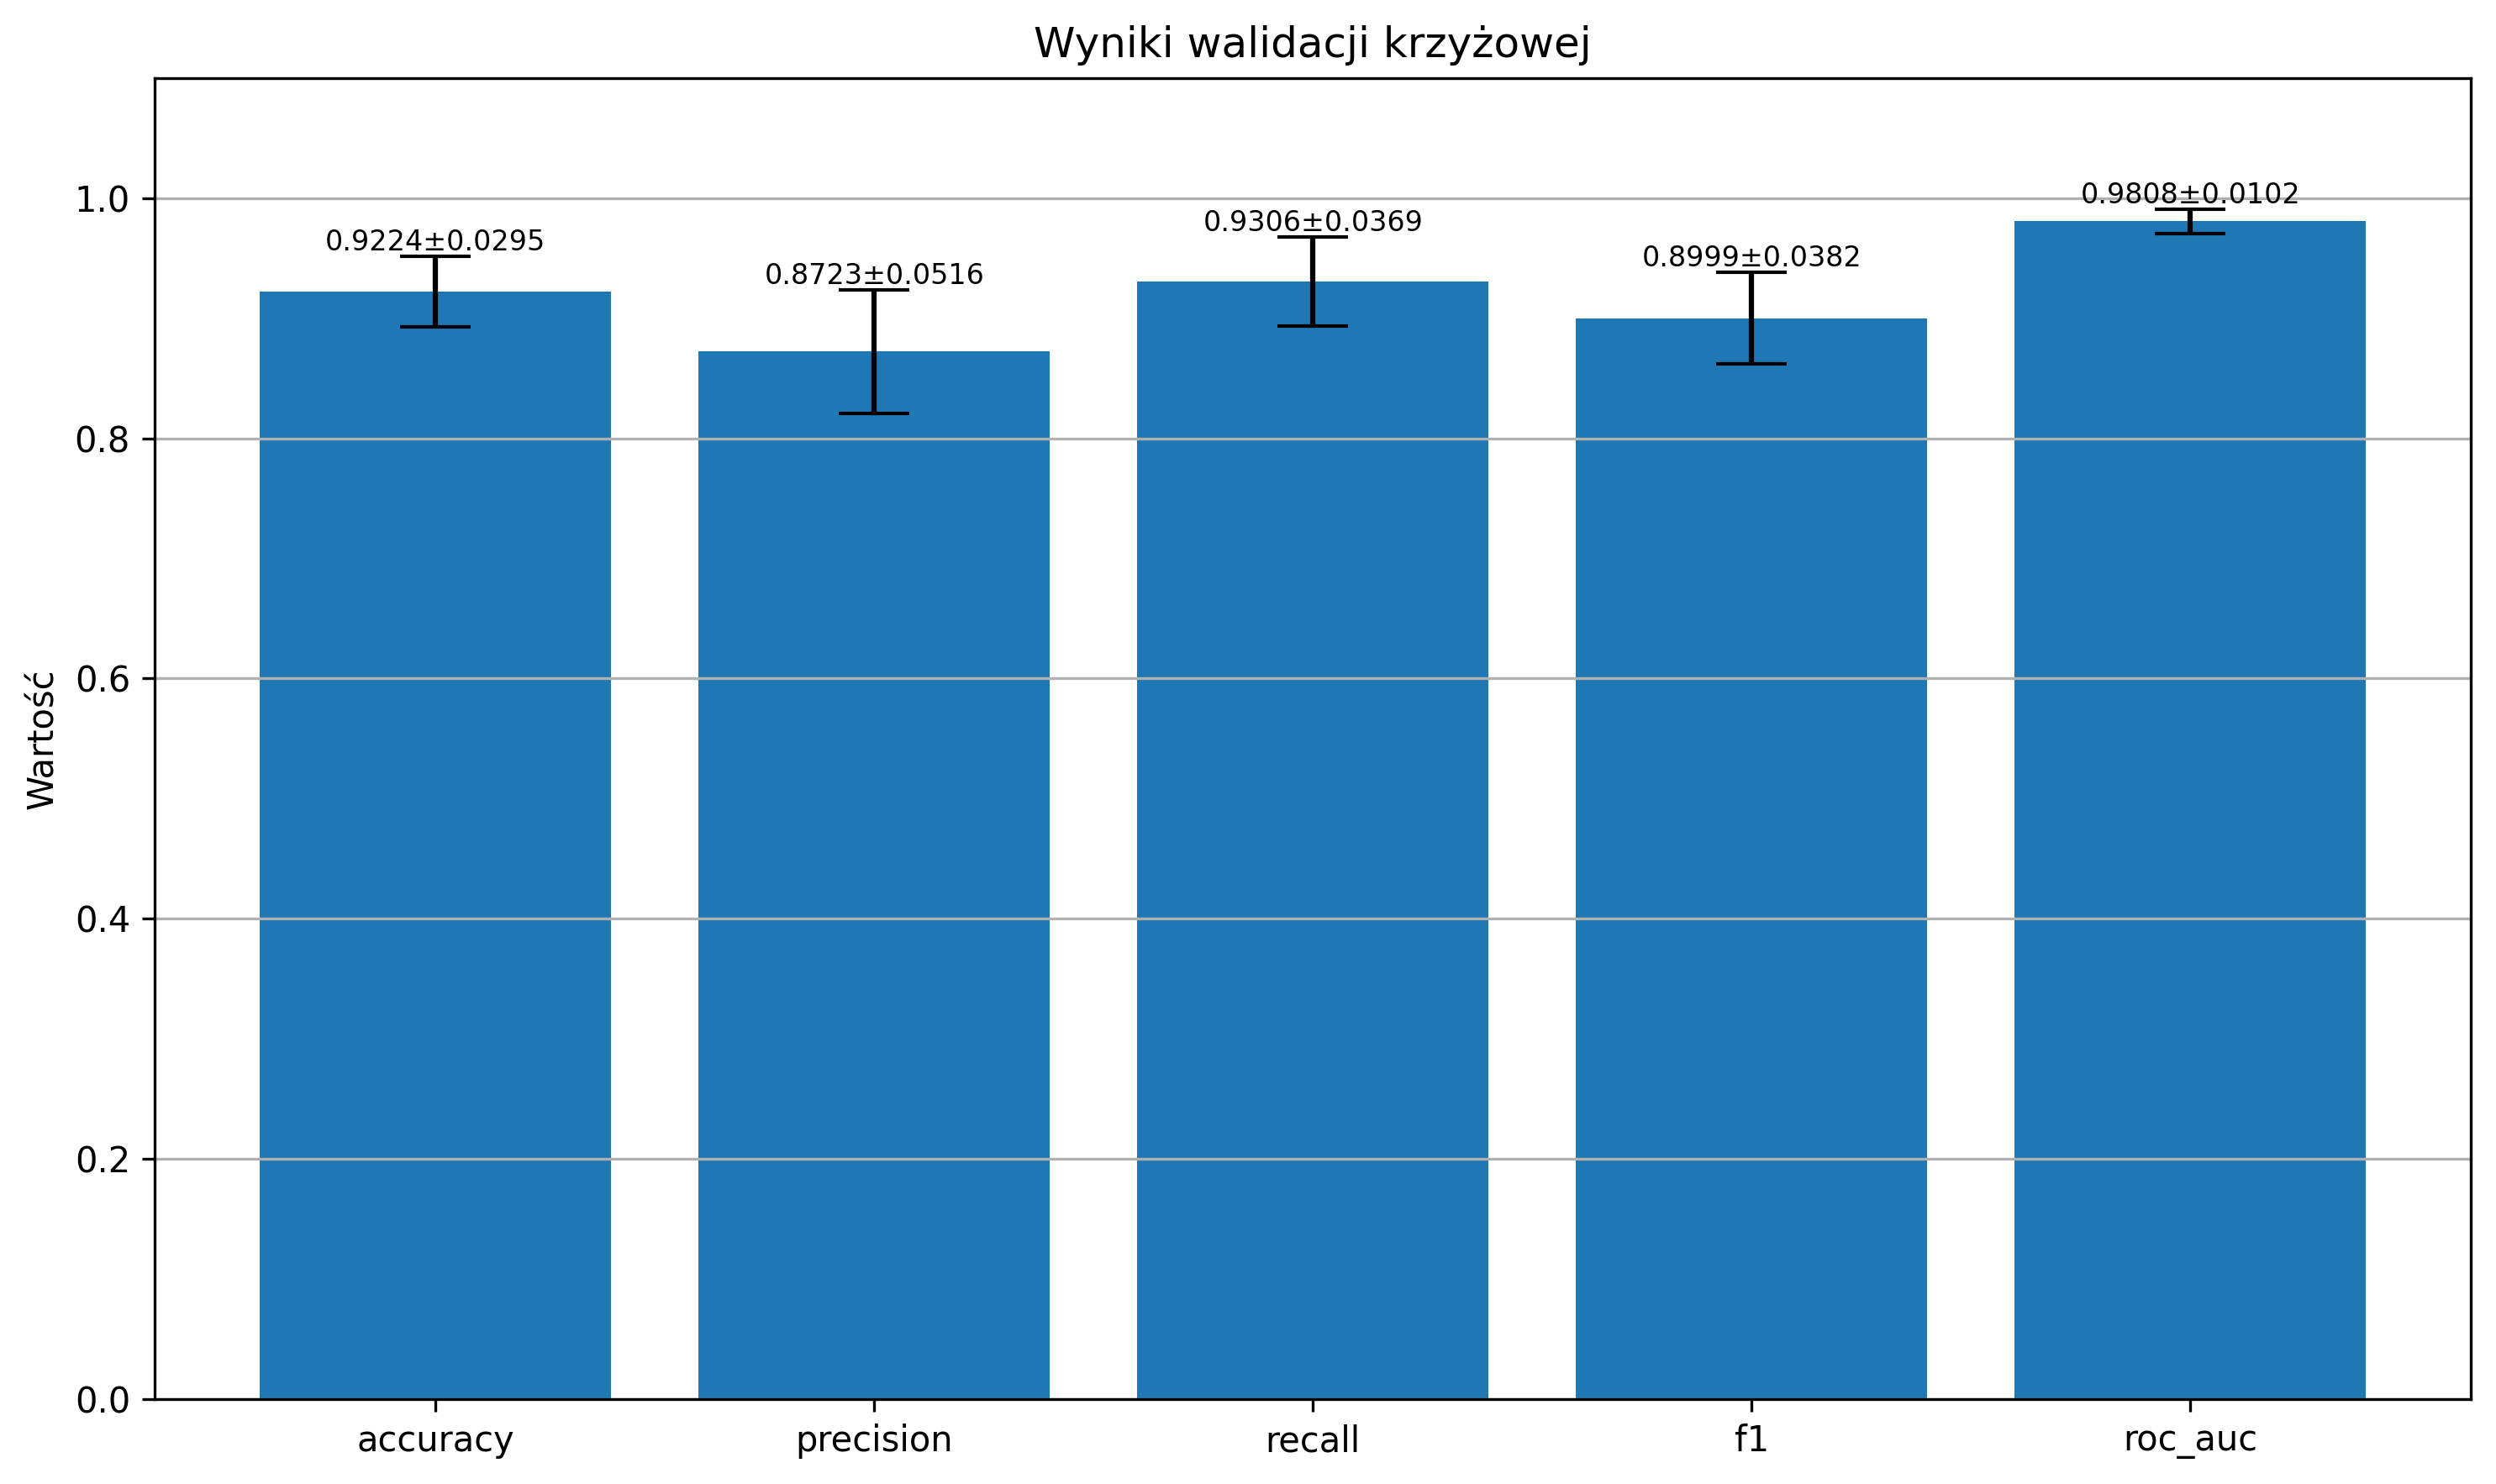 Wyniki walidacji krzyżowej
Wartość
1.0
0.8
0.6
0.4
0.2
0.0
0.9224±0.0295
0.8723±0.0516
0.9306±0.0369
0.8999±0.0382
0.9808±0.0102
accuracy
precision
recall
f1
roc_auc